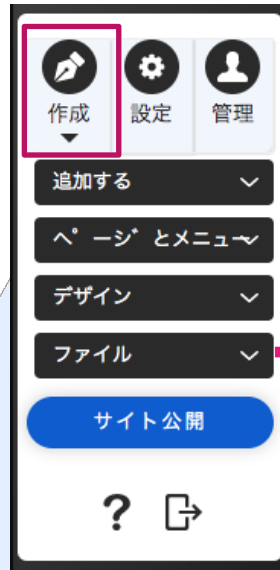 作成 設定 管理
追加する
ページとメニュー
デザイン
ファイル
サイト公開
?